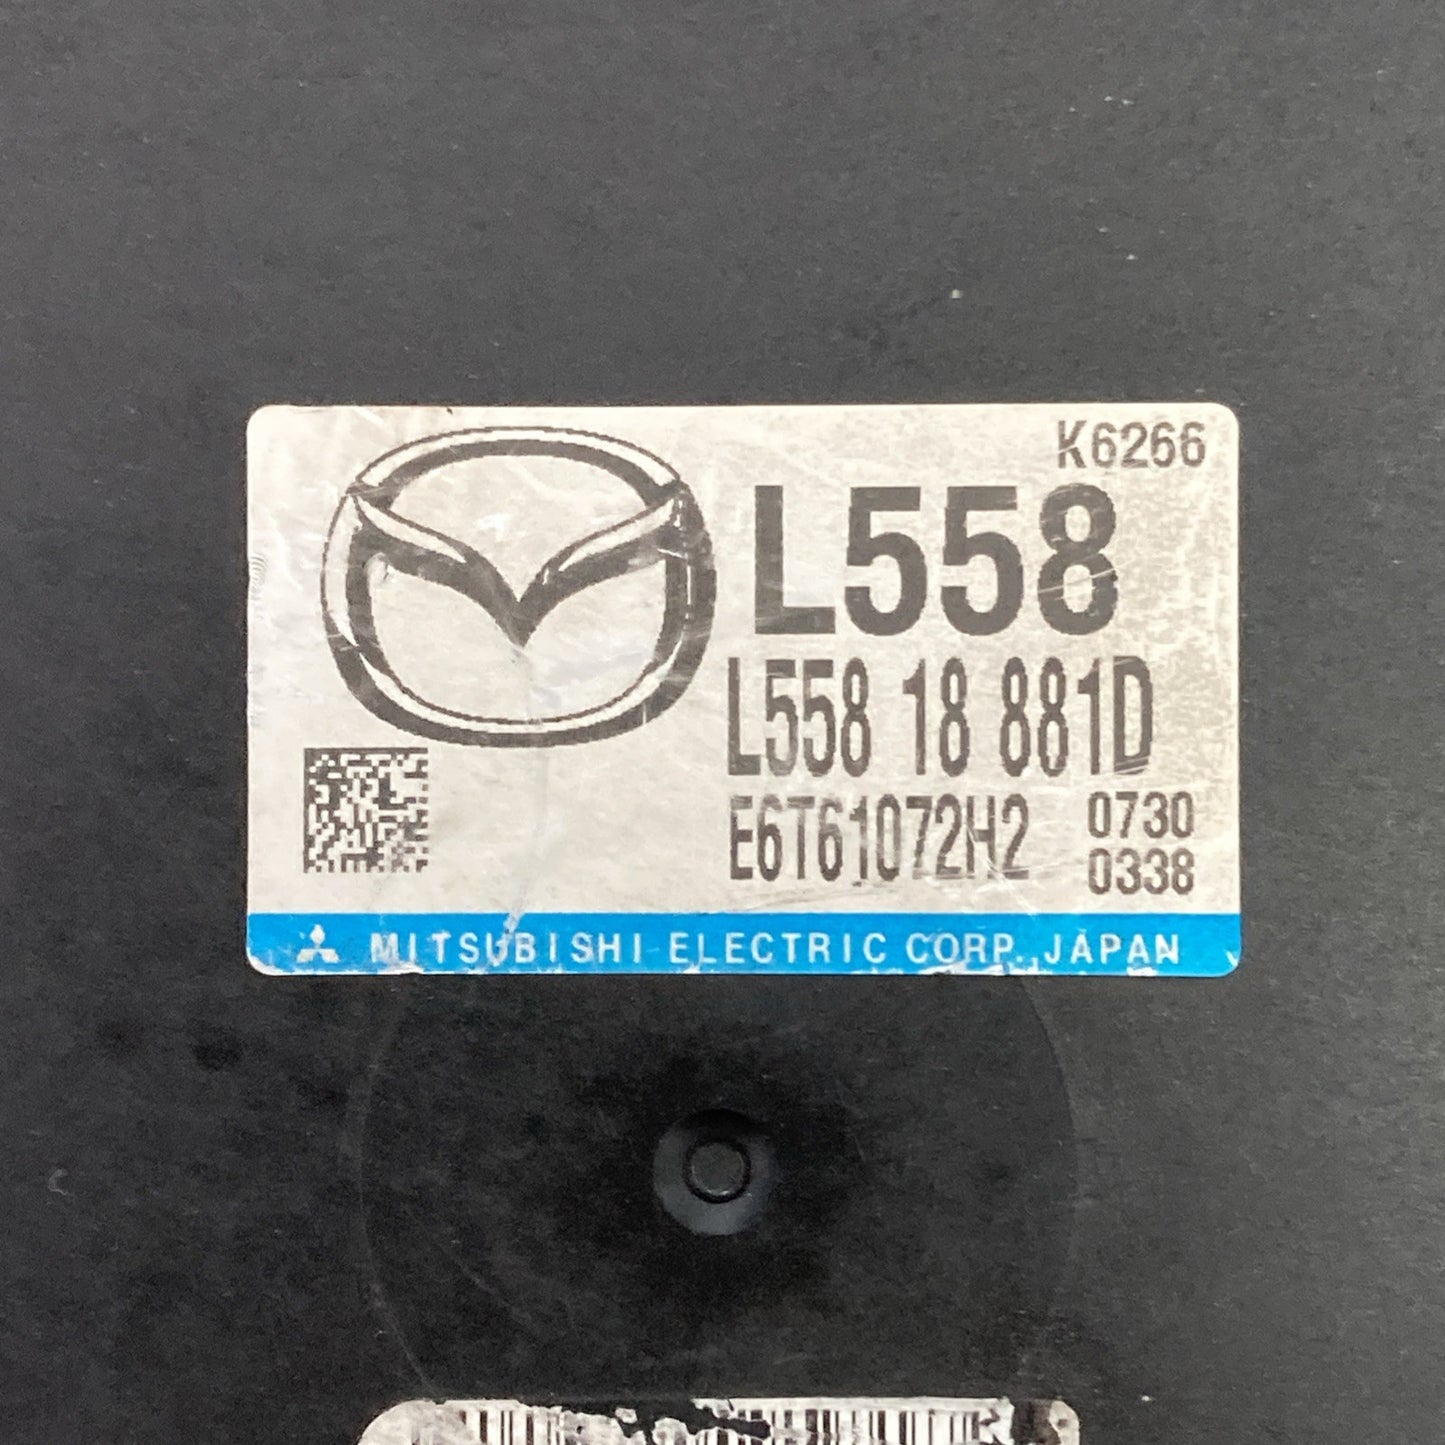 K6266
L558
L558 18 881D
E6T61072H2 0730
0338
MITSUBISHI ELECTRIC CORP. JAPAN